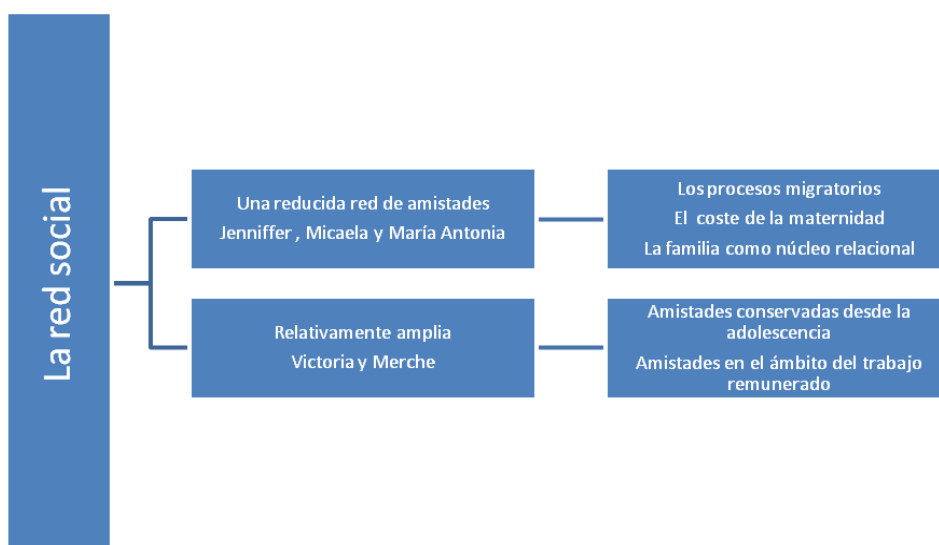 La red social
Una reducida red de amistades
Jenniffer , Micaela y María Antonia
Los procesos migratorios
El coste de la maternidad
La familia como núcleo relacional
Relativamente amplia
Victoria y Merche
Amistades conservadas desde la
adolescencia
Amistades en el ámbito del trabajo
remunerado